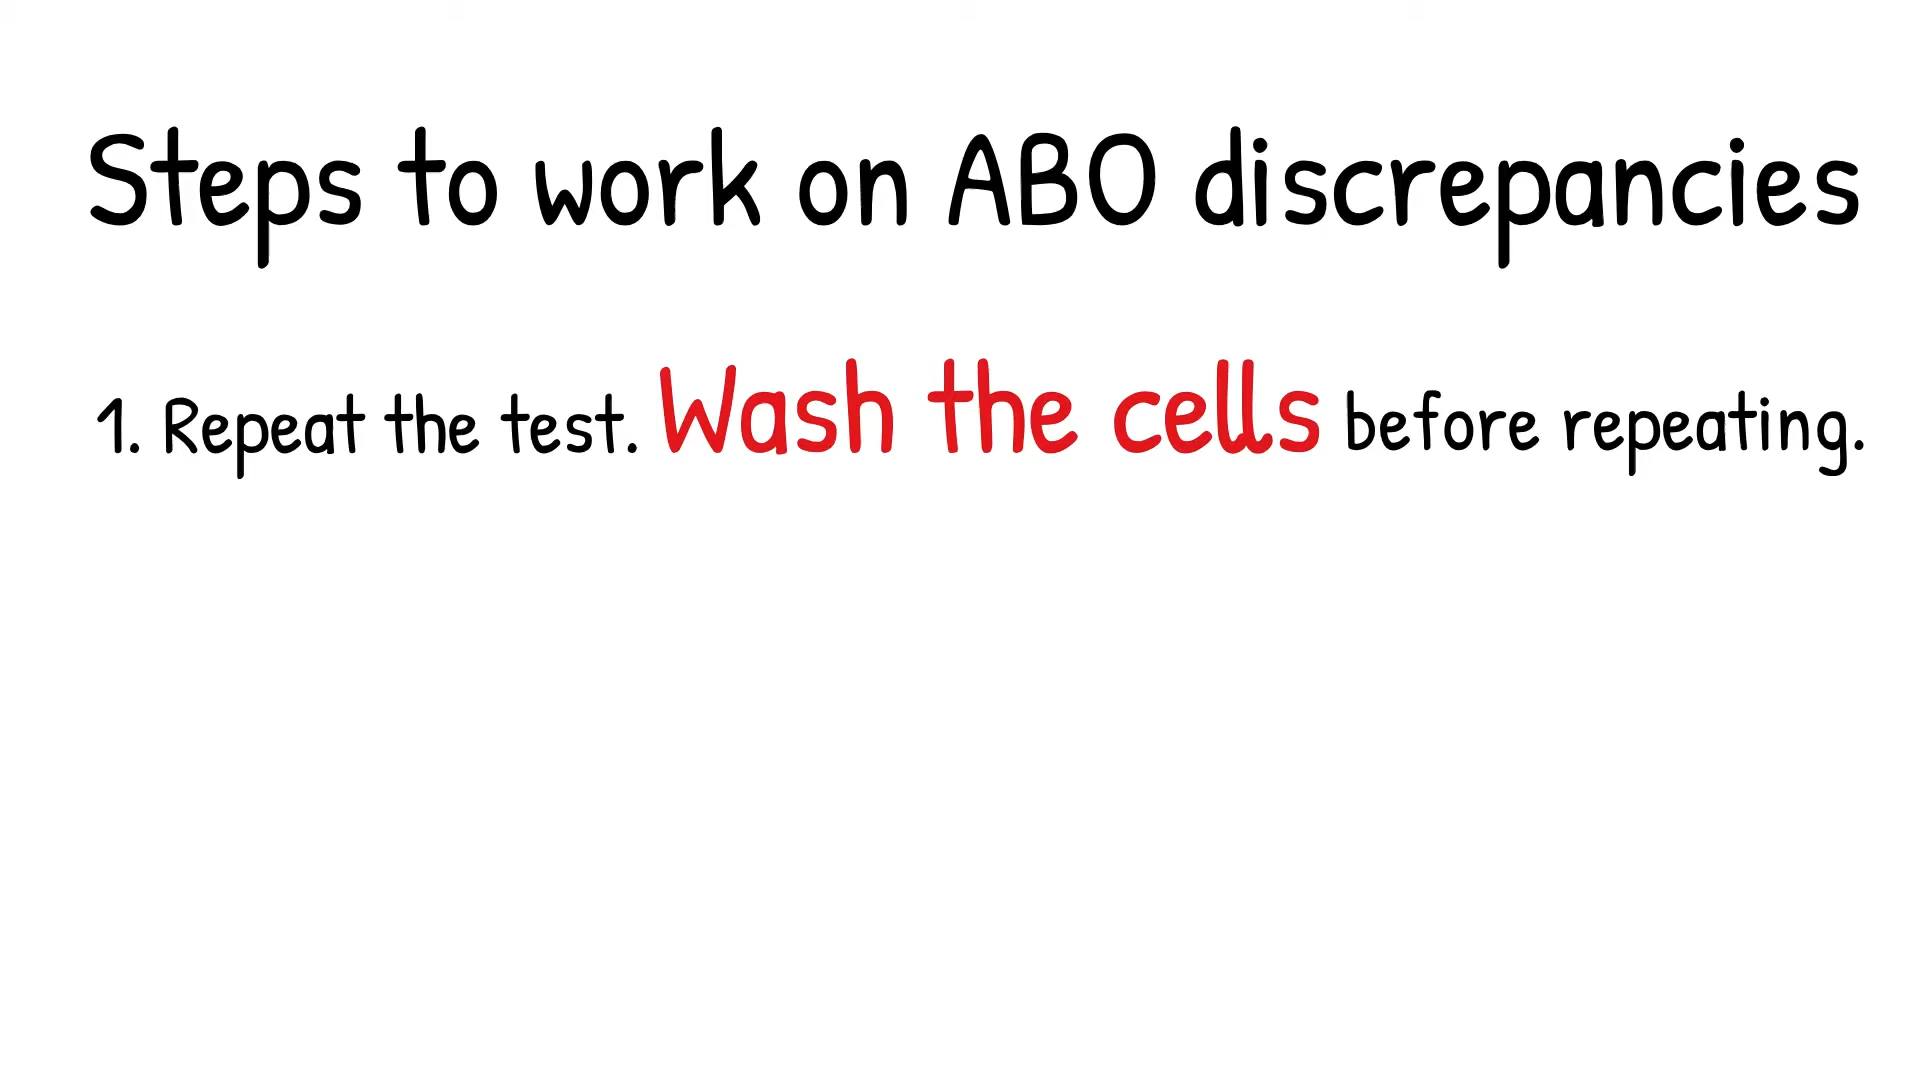 Steps to work on ABO discrepancies
1. Repeat the test. Wash the cells before repeating.